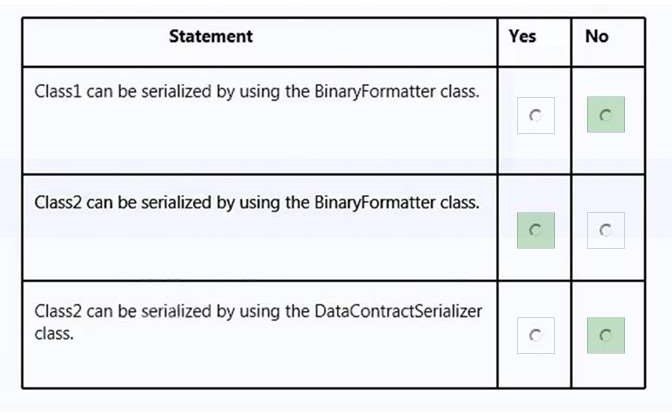 Statement Yes No
Class1 can be serialized by using the BinaryFormatter class.
Class2 can be serialized by using the BinaryFormatter class.
Class2 can be serialized by using the DataContractSerializer
class.